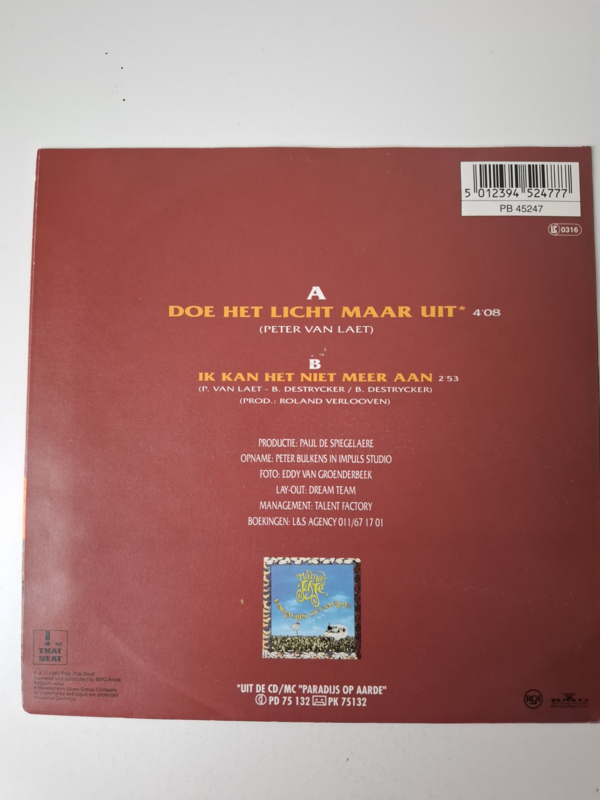 5 012394 524777
PB 45247
LC 0316
A
DOE HET LICHT MAAR UIT* 4'08
(PETER VAN LAET)
B
IK KAN HET NIET MEER AAN 2'53
(P. VAN LAET - B. DESTRYCKER / B. DESTRYCKER)
(PROD.: ROLAND VERLOOVEN)
PRODUCTIE: PAUL DE SPIEGELAERE
OPNAME: PETER BULKENS IN IMPULS STUDIO
FOTO: EDDY VAN GROENDERBEEK
LAY-OUT: DREAM TEAM
MANAGEMENT: TALENT FACTORY
BOEKINGEN: L&S AGENCY 011/67 17 01
THAT
BEAT
*UIT DE CD/MC "PARADIJS OP AARDE"
PD 75 132 PK 75132
RCA
BMG